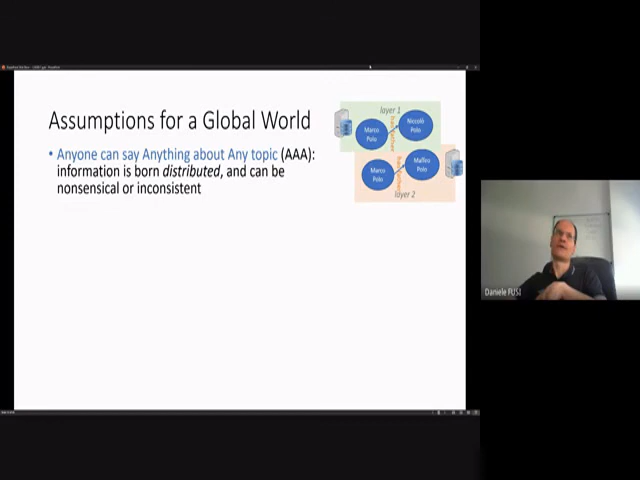 Assumptions for a Global World
• Anyone can say Anything about Any topic (AAA):
information is born distributed, and can be
nonsensical or inconsistent
layer 1
Marco
Polo
Niccolò
Polo
Marco
Polo
Maffeo
Polo
layer 2
Daniele FUSI